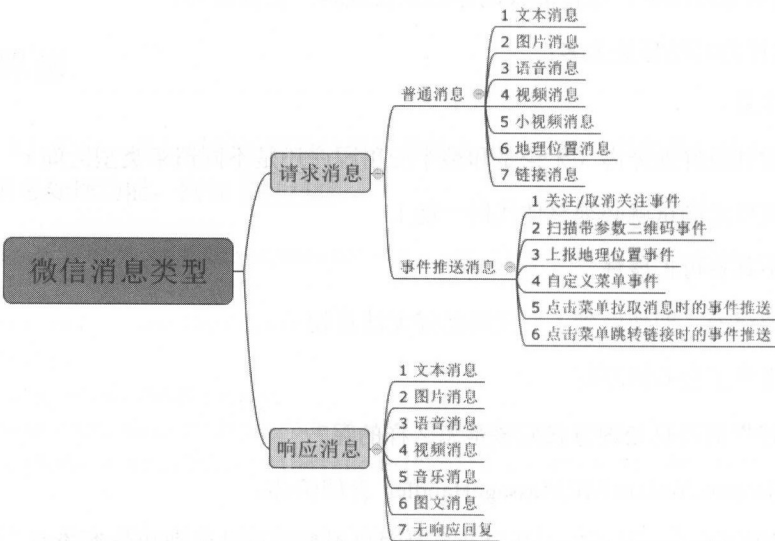 微信消息类型
请求消息
普通消息
1 文本消息
2 图片消息
3 语音消息
4 视频消息
5 小视频消息
6 地理位置消息
7 链接消息
事件推送消息
1 关注/取消关注事件
2 扫描带参数二维码事件
3 上报地理位置事件
4 自定义菜单事件
5 点击菜单拉取消息时的事件推送
6 点击菜单跳转链接时的事件推送
响应消息
1 文本消息
2 图片消息
3 语音消息
4 视频消息
5 音乐消息
6 图文消息
7 无响应回复